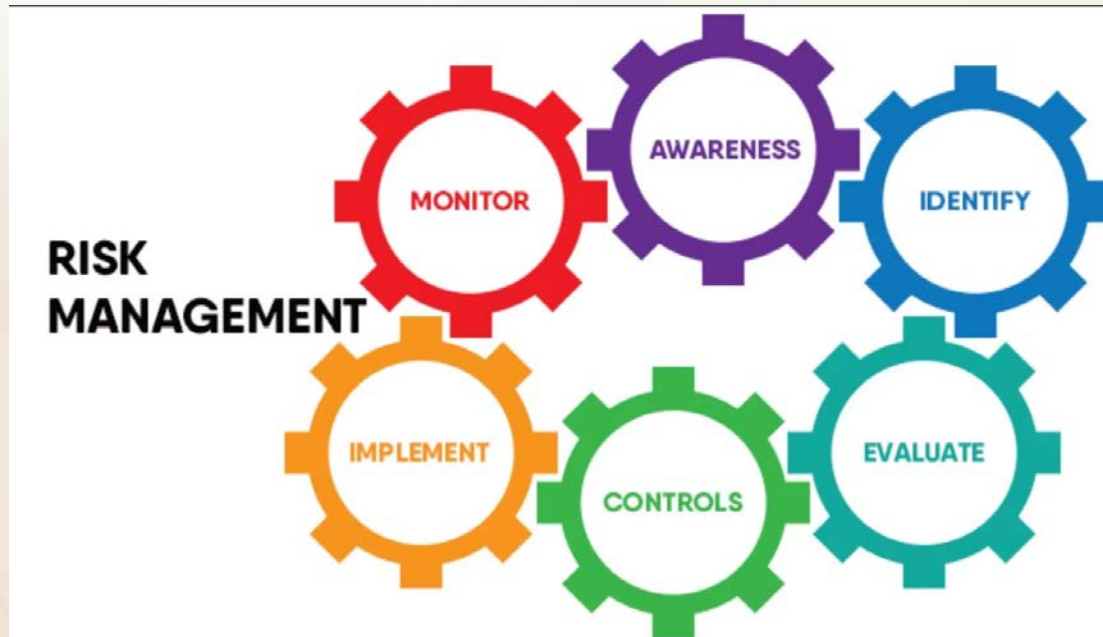 RISK
MANAGEMENT
MONITOR
AWARENESS
IDENTIFY
IMPLEMENT
CONTROLS
EVALUATE